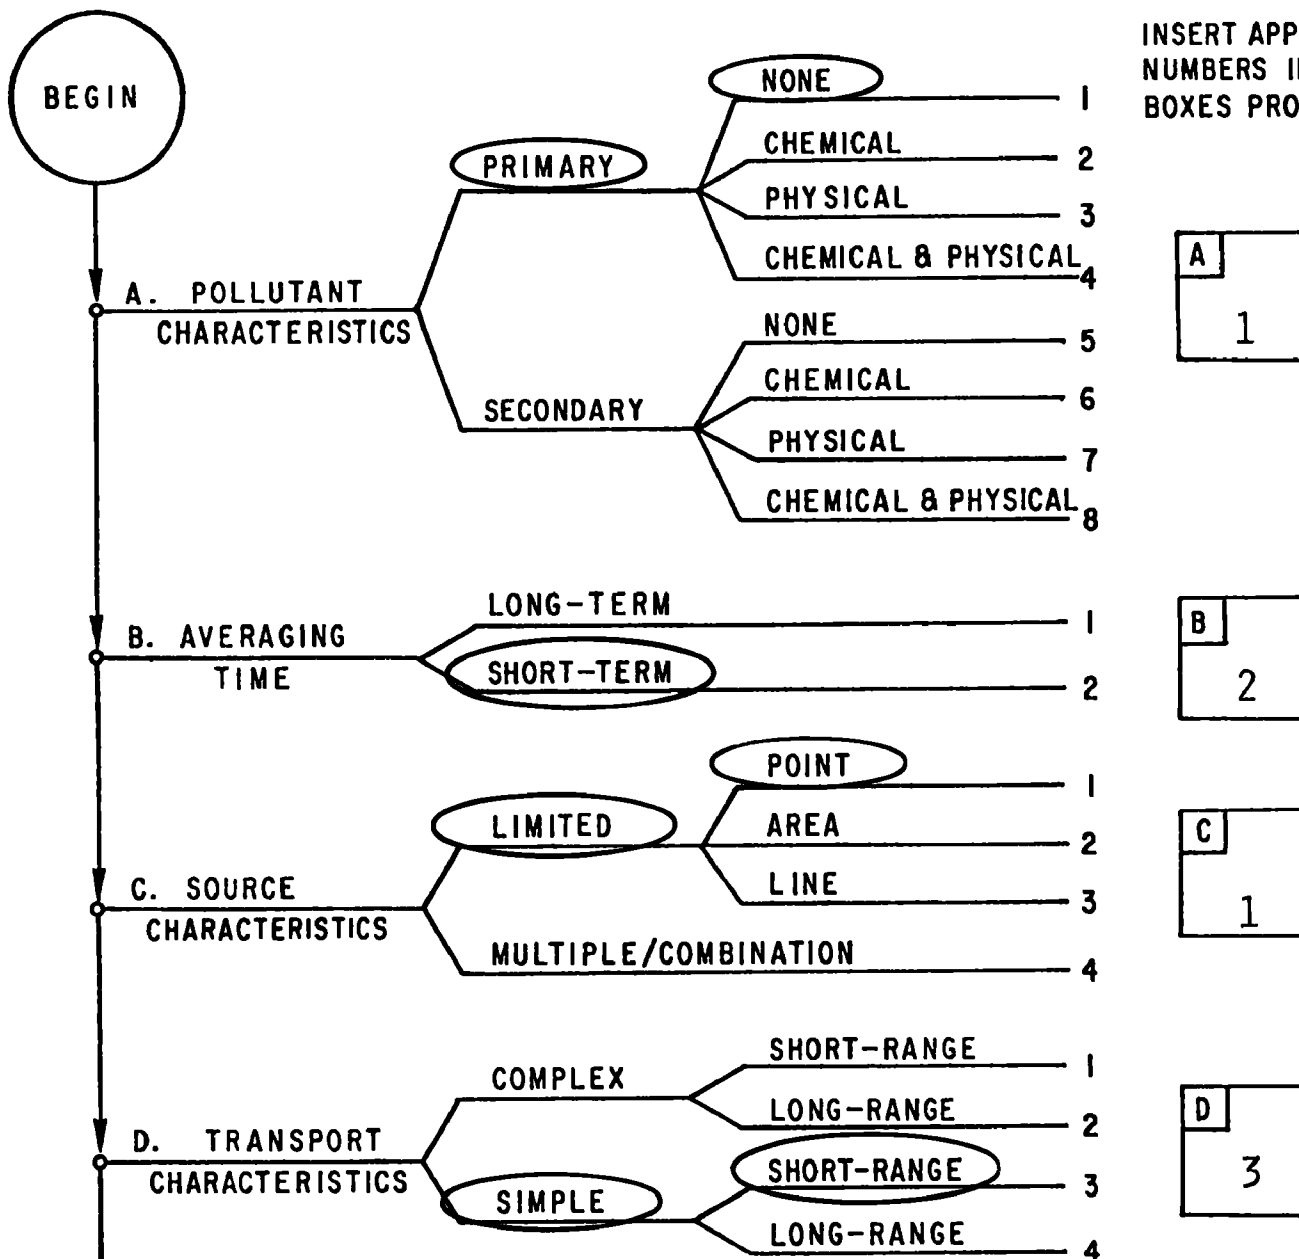 INSERT APP
NUMBERS I
BOXES PRO
BEGIN
NONE
1
CHEMICAL
2
PRIMARY
PHYSICAL
3
CHEMICAL & PHYSICAL
4
A
1
A. POLLUTANT
CHARACTERISTICS
NONE
5
CHEMICAL
6
SECONDARY
PHYSICAL
7
CHEMICAL & PHYSICAL
8
LONG-TERM
1
B
2
B. AVERAGING
TIME
SHORT-TERM
2
POINT
1
LIMITED
AREA
2
C
1
LINE
3
C. SOURCE
CHARACTERISTICS
MULTIPLE/COMBINATION
4
SHORT-RANGE
1
COMPLEX
LONG-RANGE
2
D
3
D. TRANSPORT
CHARACTERISTICS
SHORT-RANGE
3
SIMPLE
LONG-RANGE
4